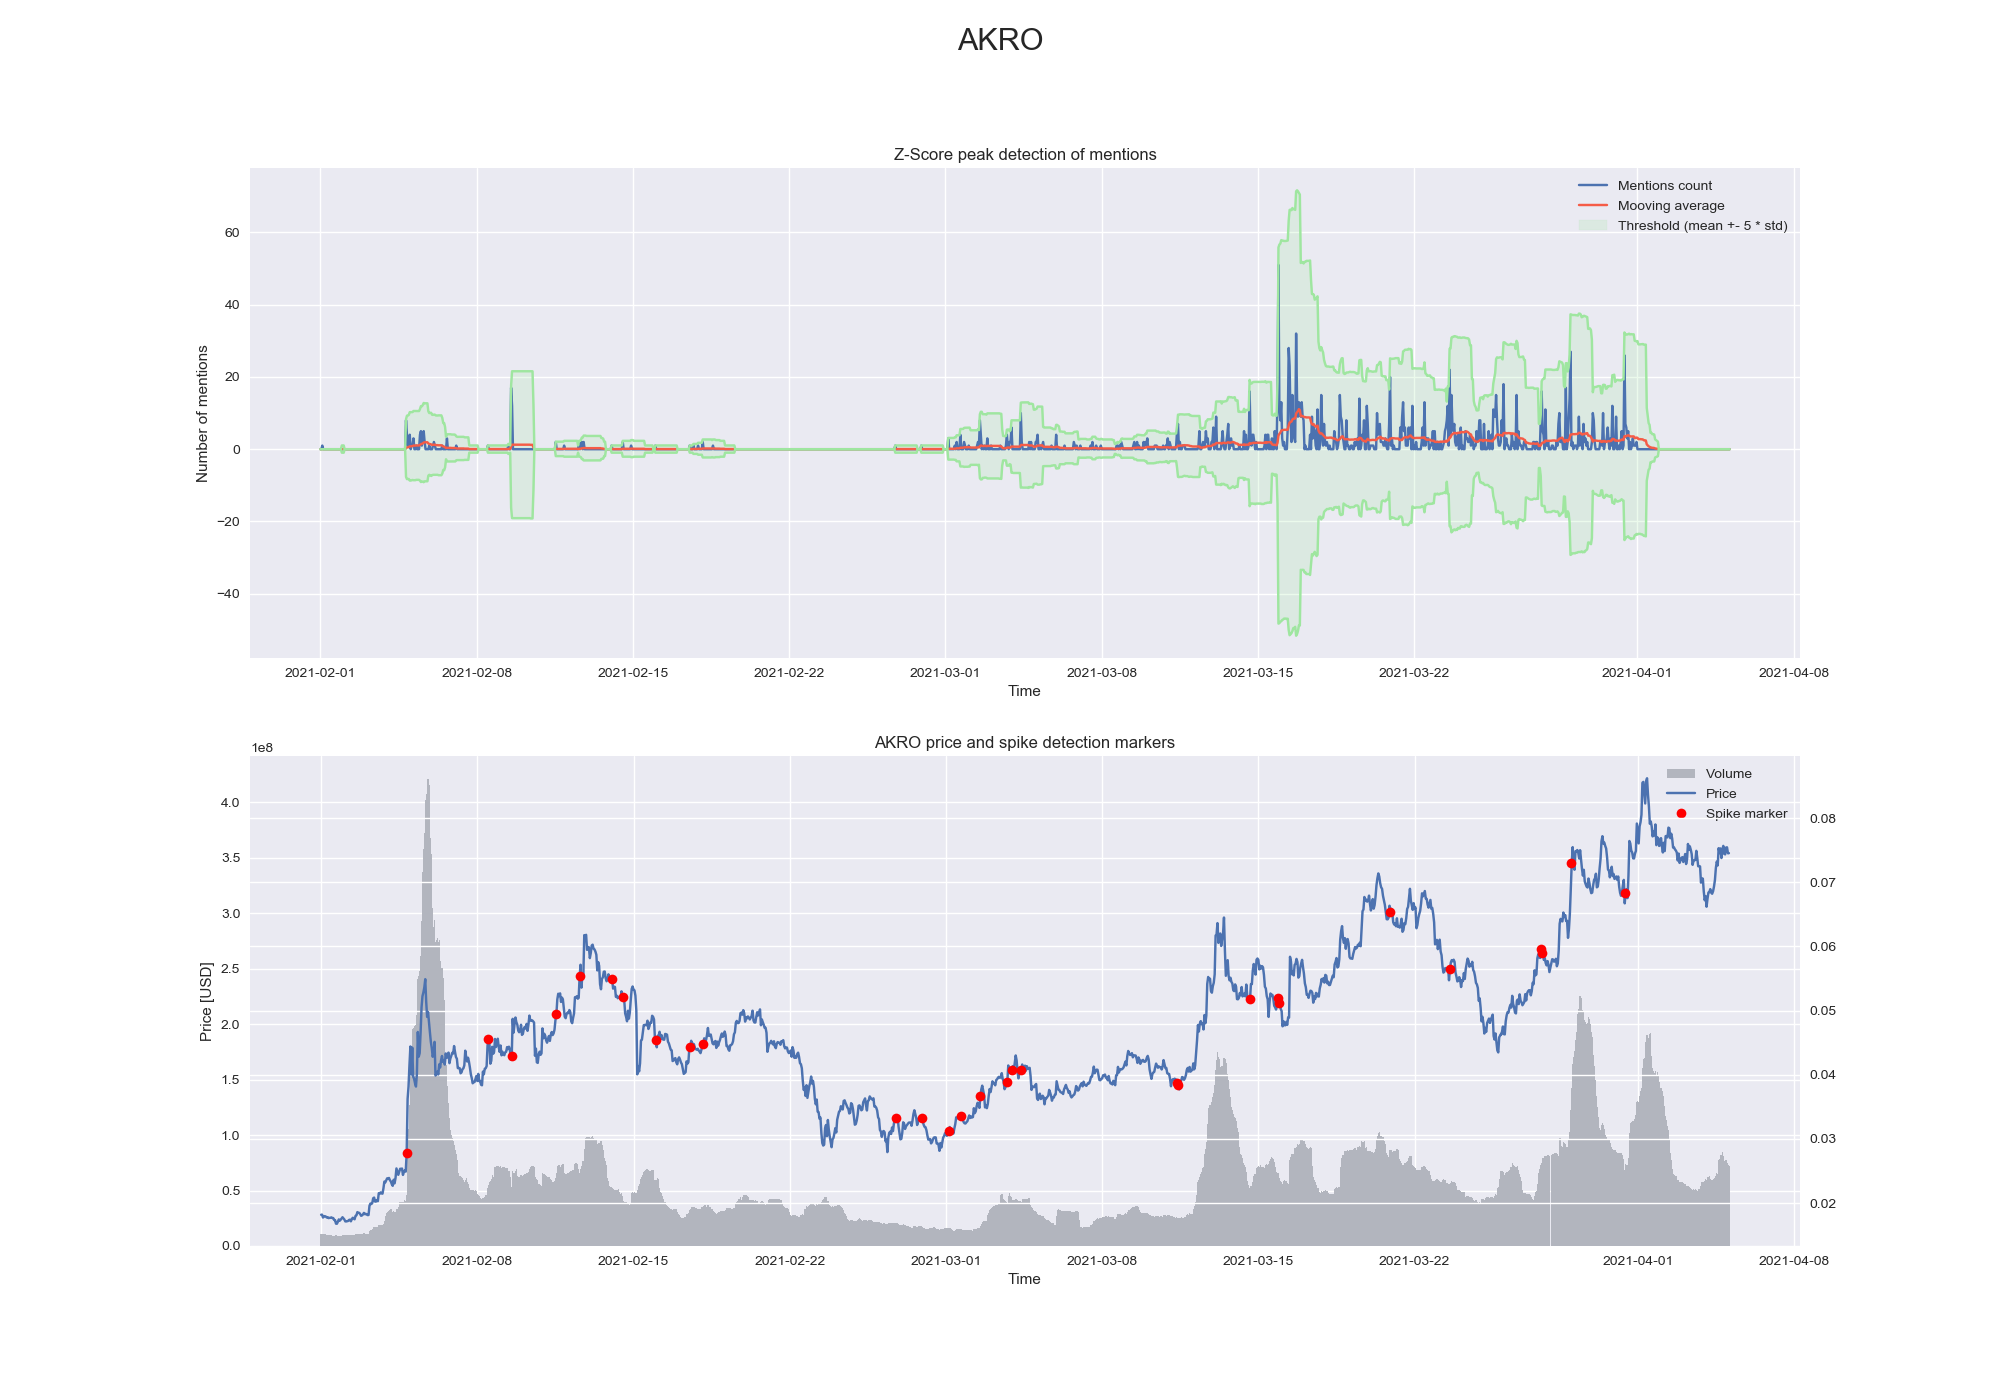 AKRO
Z-Score peak detection of mentions
Mentions count
Mooving average
Threshold (mean +- 5 * std)
Number of mentions
60
40
20
0
−20
−40
2021-02-01 2021-02-08 2021-02-15 2021-02-22 2021-03-01 2021-03-08 2021-03-15 2021-03-22 2021-04-01 2021-04-08
Time
AKRO price and spike detection markers
1e8
Volume
Price
Spike marker
Price [USD]
4.0
3.5
3.0
2.5
2.0
1.5
1.0
0.5
0.0
0.08
0.07
0.06
0.05
0.04
0.03
0.02
2021-02-01 2021-02-08 2021-02-15 2021-02-22 2021-03-01 2021-03-08 2021-03-15 2021-03-22 2021-04-01 2021-04-08
Time